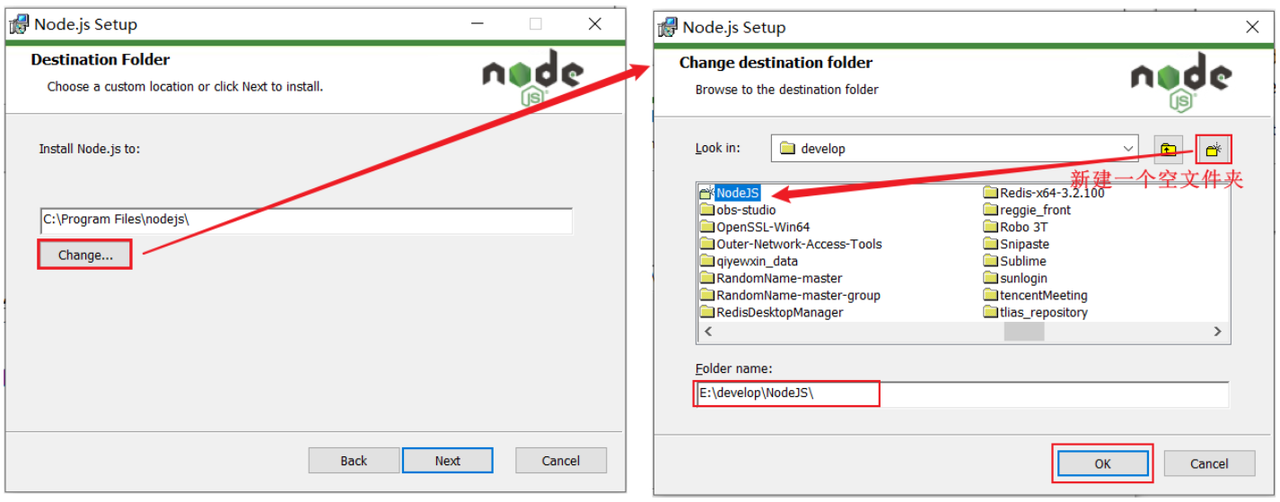 Node.js Setup
Destination Folder
Choose a custom location or click Next to install.
node
JS
Install Node.js to:
C:\Program Files\nodejs\
Change...
Back
Next
Cancel
Node.js Setup
Change destination folder
Browse to the destination folder
node
JS
Look in:
develop
新建一个空文件夹
NodeJS
obs-studio
OpenSSL-Win64
Outer-Network-Access-Tools
qiyewxin_data
RandomName-master
RandomName-master-group
RedisDesktopManager
Redis-x64-3.2.100
reggie_front
Robo 3T
Snipaste
Sublime
sunlogin
tencentMeeting
tlias_repository
Folder name:
E:\develop\NodeJS\
OK
Cancel